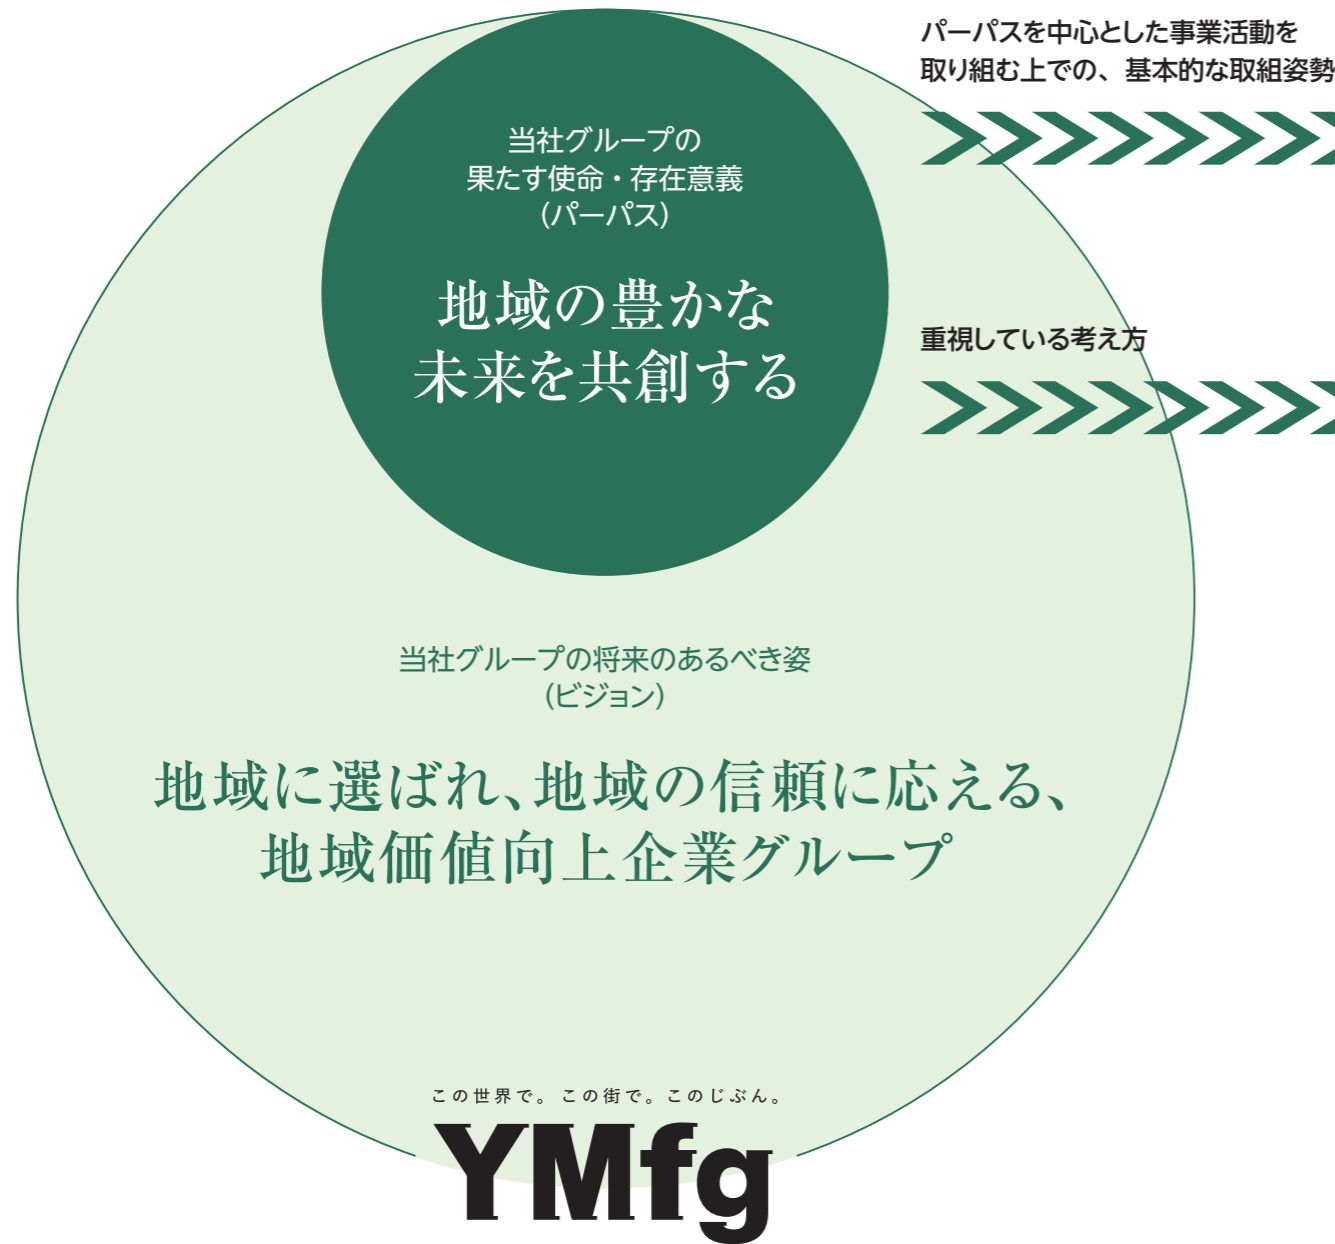 パーパスを中心とした事業活動を
取り組む上での、基本的な取組姿勢
当社グループの
果たす使命・存在意義
(パーパス)
地域の豊かな
未来を共創する
重視している考え方
当社グループの将来のあるべき姿
(ビジョン)
地域に選ばれ、地域の信頼に応える、
地域価値向上企業グループ
この世界で。この街で。このじぶん。
YMfg